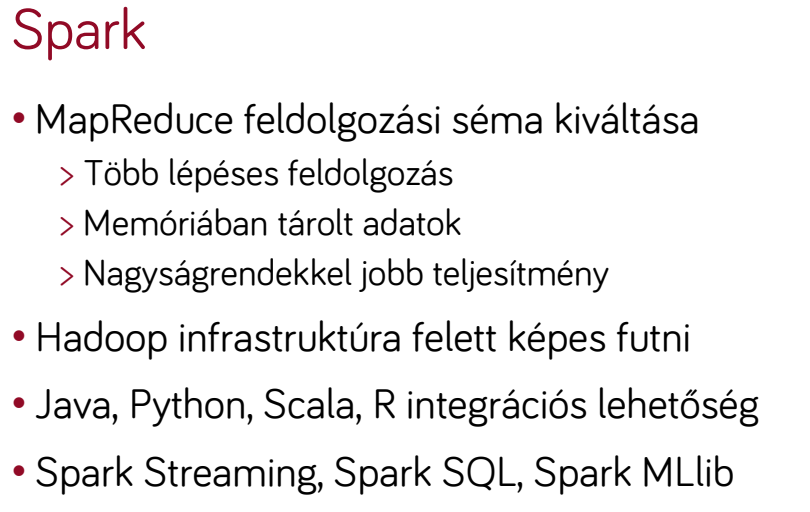 Spark
• MapReduce feldolgozási séma kiváltása
> Több lépéses feldolgozás
> Memóriában tárolt adatok
> Nagyságrendekkel jobb teljesítmény
• Hadoop infrastruktúra felett képes futni
• Java, Python, Scala, R integrációs lehetőség
• Spark Streaming, Spark SQL, Spark MLlib